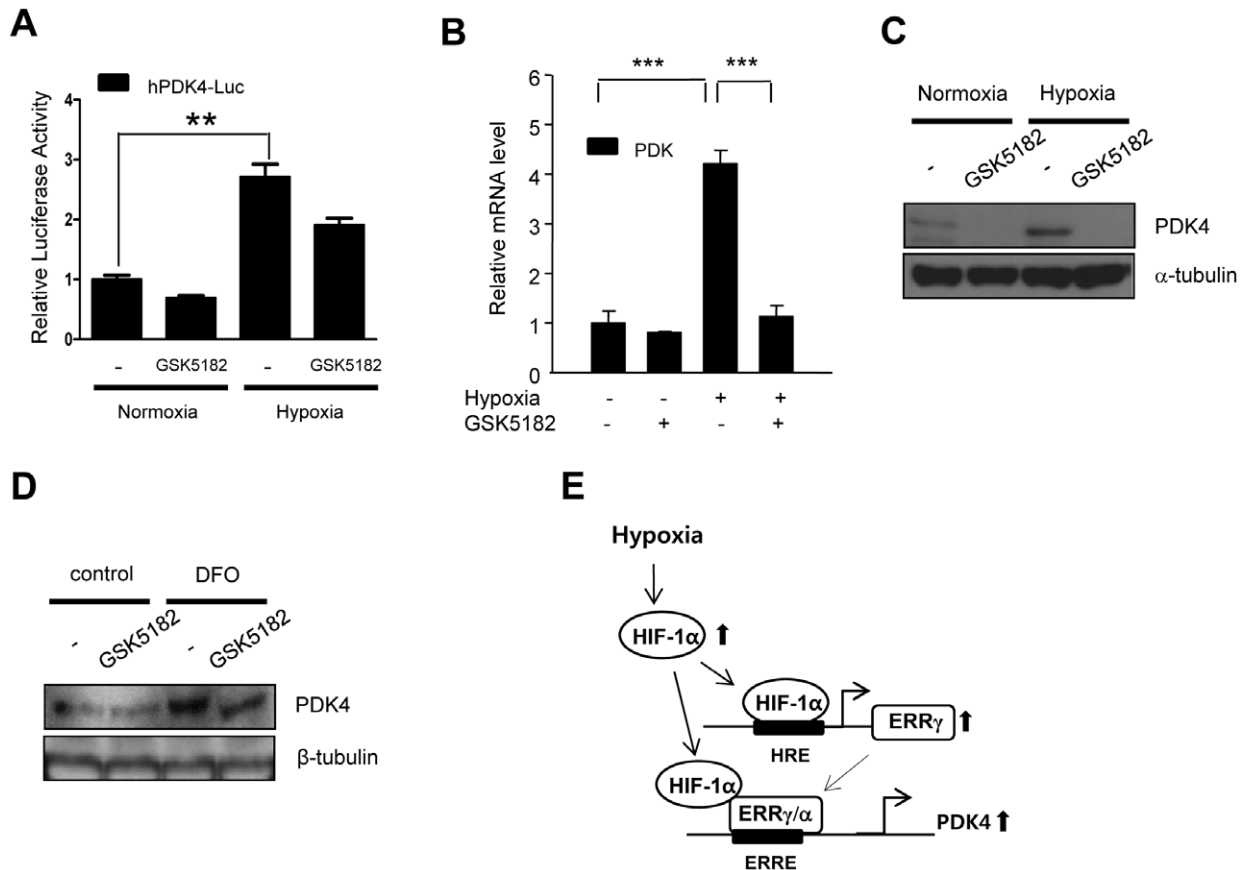 A
hPDK4-Luc
**
Relative Luciferase Activity
4
3
2
1
0
- GSK5182 - GSK5182
Normoxia Hypoxia
B
*** ***
PDK
Relative mRNA level
6
5
4
3
2
1
0
Hypoxia - - + +
GSK5182 - + - +
C
Normoxia Hypoxia
- GSK5182 - GSK5182
PDK4
α-tubulin
D
control DFO
- GSK5182 - GSK5182
PDK4
β-tubulin
E
Hypoxia
HIF-1α
HIF-1α
ERRγ
HRE
HIF-1α
ERRγ/α
PDK4
ERRE